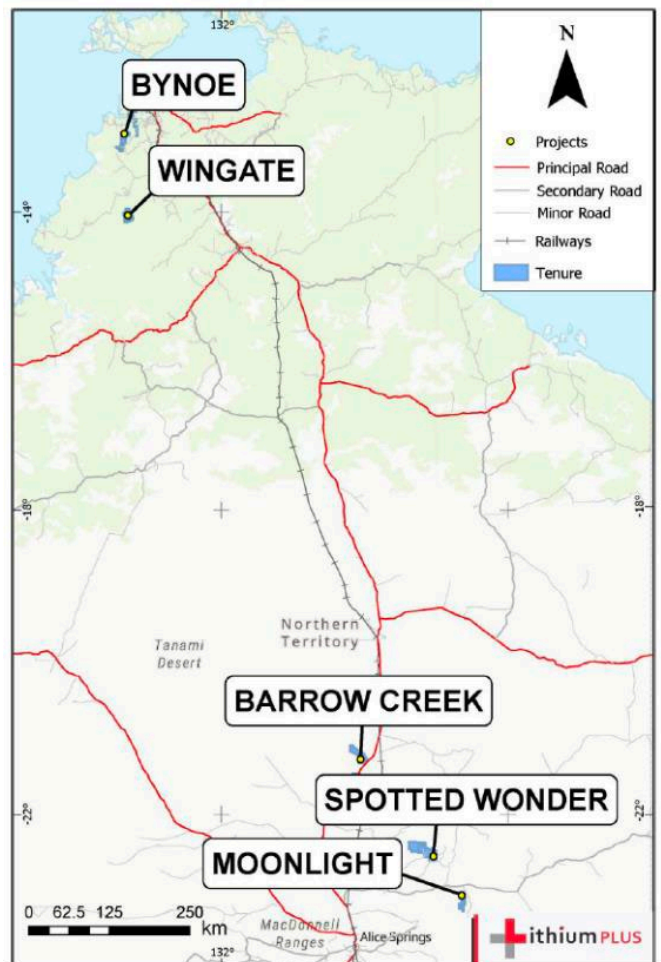 132°
N
BYNOE
WINGATE
Projects
Principal Road
Secondary Road
Minor Road
Railways
Tenure
-14°
-18°
-18°
Northern
Territory
Tanami
Desert
BARROW CREEK
SPOTTED WONDER
-22°
-22°
MOONLIGHT
0 62.5 125 250
km
MacDonnell
Ranges
Alice Springs
132°
Lithium PLUS